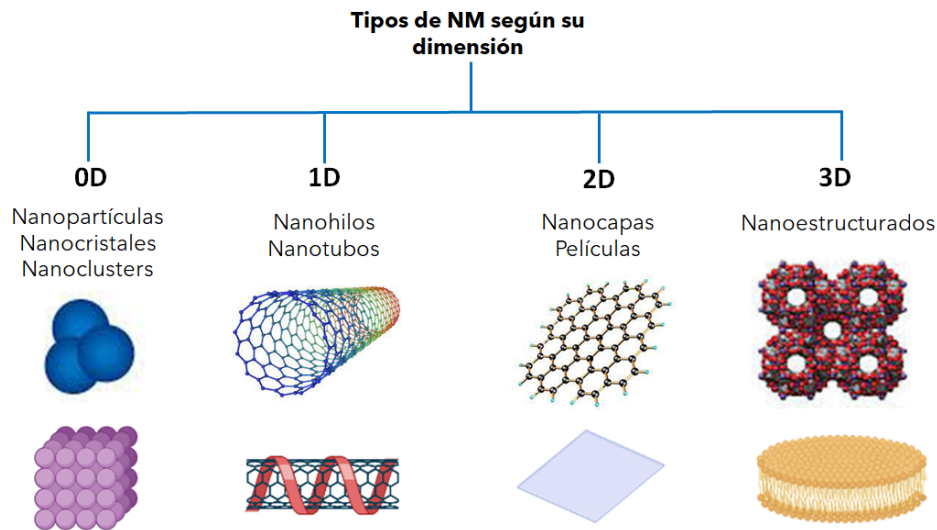 Tipos de NM según su
dimensión
0D
1D
2D
3D
Nanopartículas
Nanocristales
Nanoclusters
Nanohilos
Nanotubos
Nanocapas
Películas
Nanoestructurados